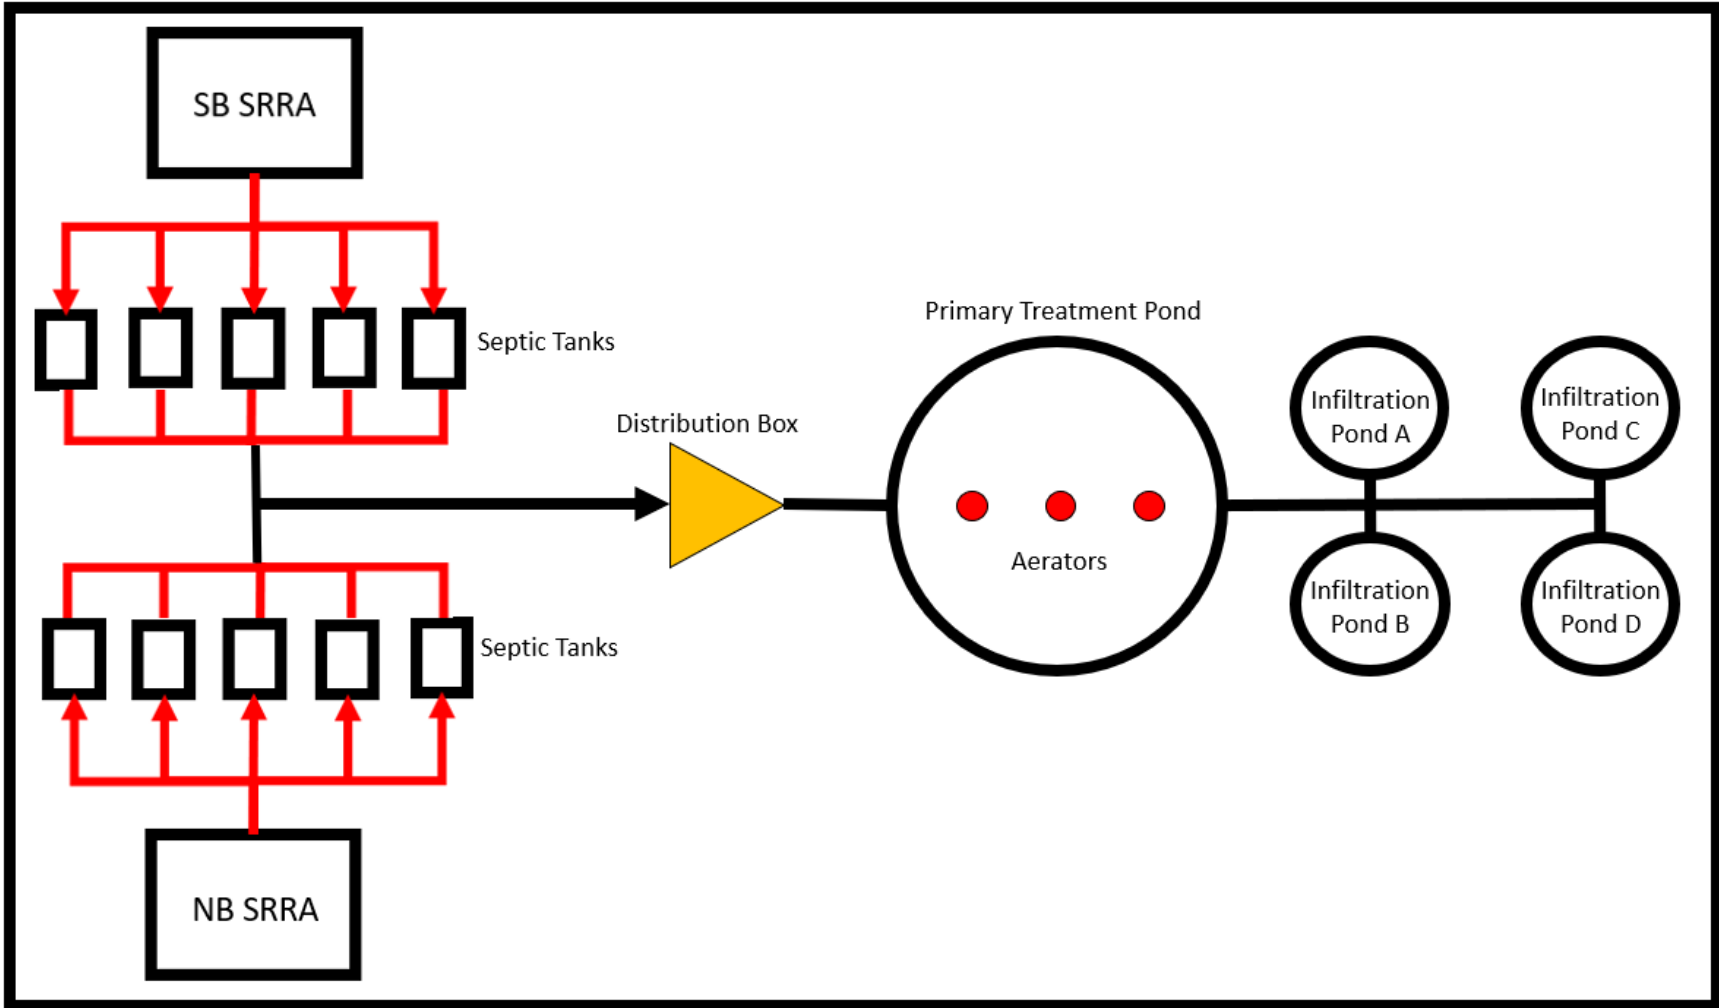 SB SRRA
Septic Tanks
Distribution Box
Primary Treatment Pond
Aerators
Infiltration
Pond A
Infiltration
Pond C
Infiltration
Pond B
Infiltration
Pond D
Septic Tanks
NB SRRA